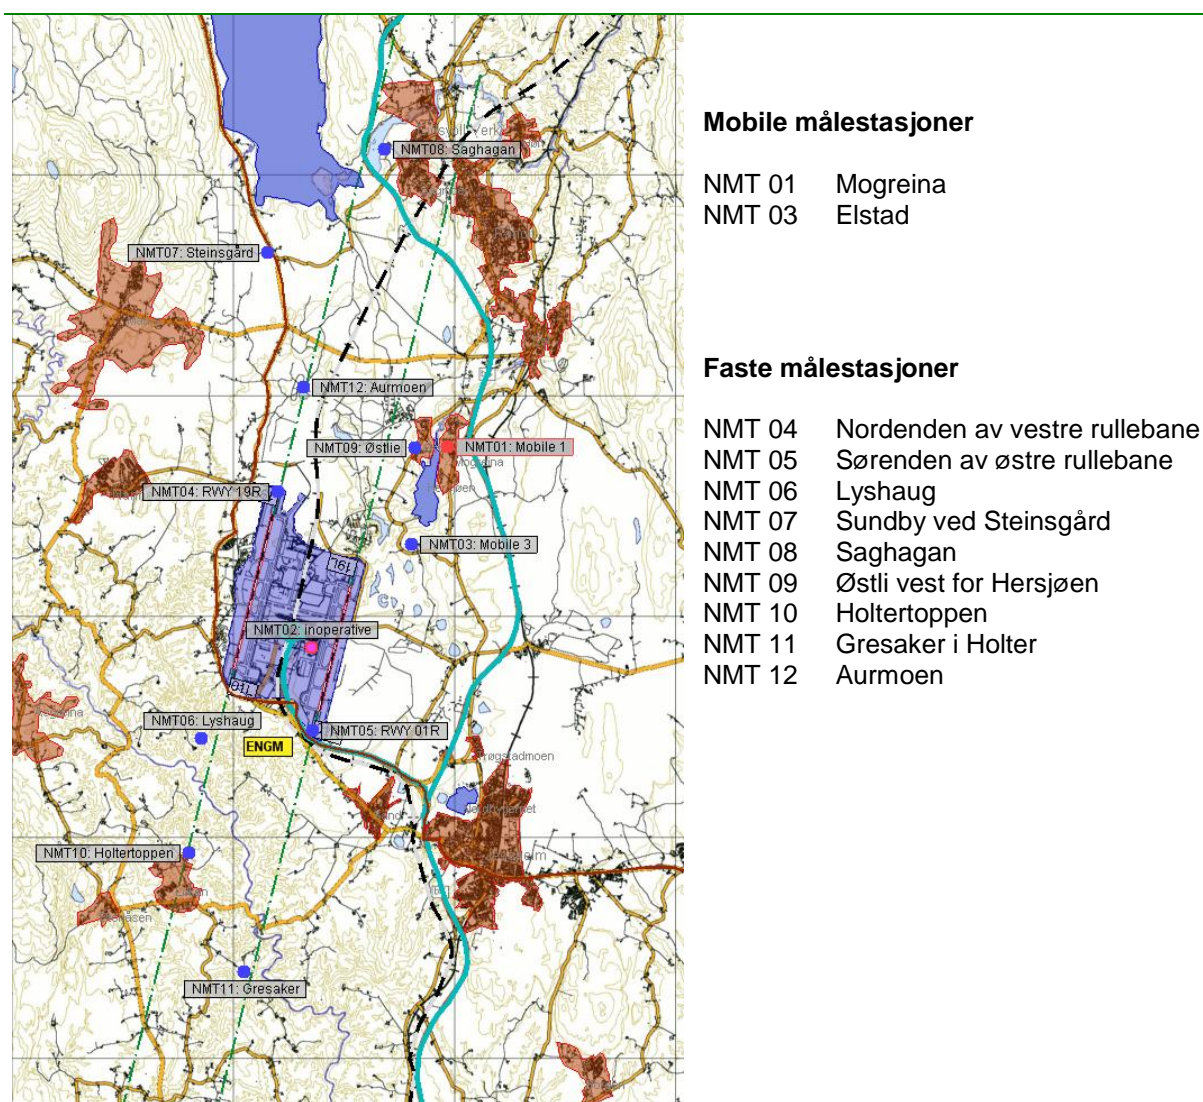 Mobile målestasjoner
NMT 01 Mogreina
NMT 03 Elstad
Faste målestasjoner
NMT 04 Nordenden av vestre rullebane
NMT 05 Sørenden av østre rullebane
NMT 06 Lyshaug
NMT 07 Sundby ved Steinsgård
NMT 08 Saghagan
NMT 09 Østli vest for Hersjøen
NMT 10 Holtertoppen
NMT 11 Gresaker i Holter
NMT 12 Aurmoen
NMT08: Saghagan
NMT07: Steinsgård
NMT12: Aurmoen
NMT09: Østlie
NMT01: Mobile 1
Mogreina
NMT04: RWY 19R
NMT03: Mobile 3
19L
NMT02: inoperative
NMT06: Lyshaug
NMT05: RWY 01R
ENGM
NMT10: Holtertoppen
NMT11: Gresaker